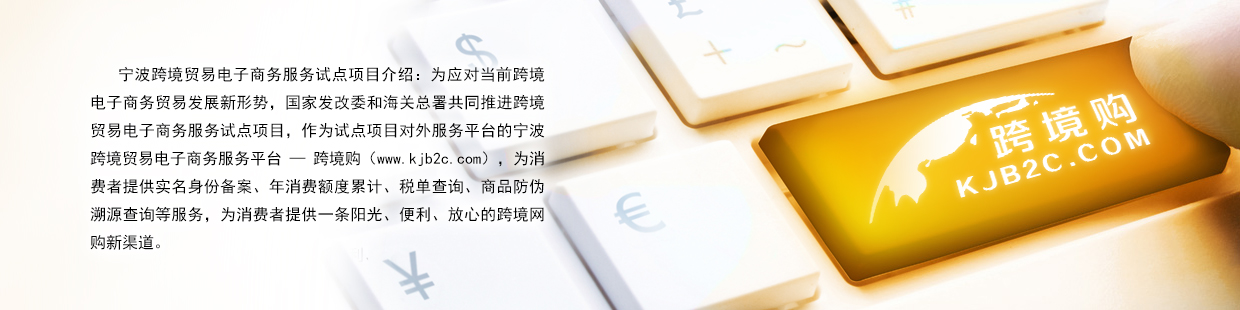 宁波跨境贸易电子商务服务试点项目介绍：为应对当前跨境
电子商务贸易发展新形势，国家发改委和海关总署共同推进跨境
贸易电子商务服务试点项目，作为试点项目对外服务平台的宁波
跨境贸易电子商务服务平台 — 跨境购（www.kjb2c.com），为消
费者提供实名身份备案、年消费额度累计、税单查询、商品防伪
溯源查询等服务，为消费者提供一条阳光、便利、放心的跨境网
购新渠道。
$
£
+ ~
#
€
¥
跨境购
KJB2C.COM